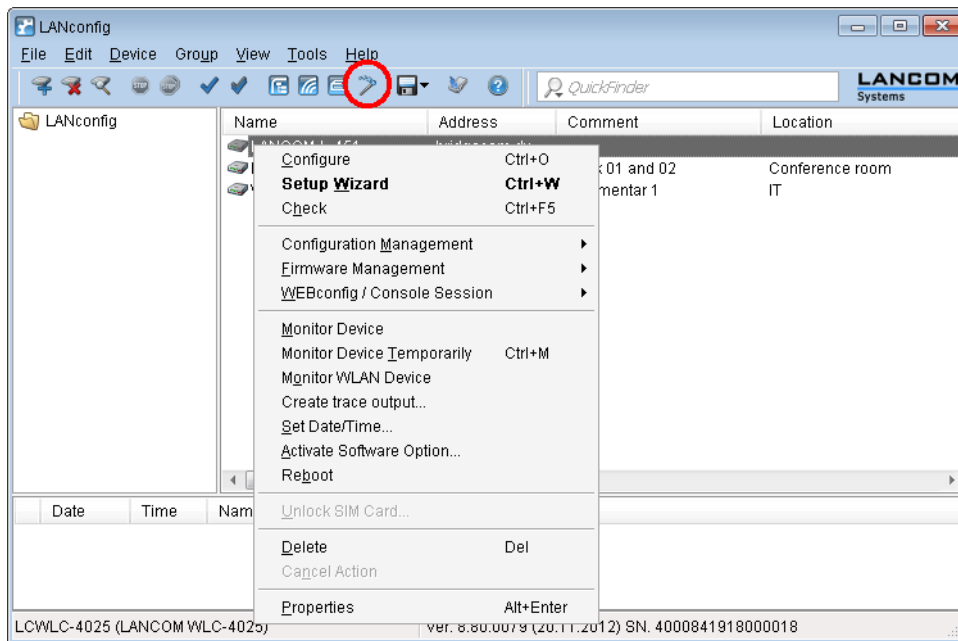 LANconfig
File Edit Device Group View Tools Help
QuickFinder
LANCOM
Systems
LANconfig
Name Address Comment Location
01 and 02 Conference room
mentar 1 IT
Configure Ctrl+O
Setup Wizard Ctrl+W
Check Ctrl+F5
Configuration Management
Firmware Management
WEBconfig / Console Session
Monitor Device
Monitor Device Temporarily Ctrl+M
Monitor WLAN Device
Create trace output...
Set Date/Time...
Activate Software Option...
Reboot
Unlock SIM Card...
Delete Del
Cancel Action
Properties Alt+Enter
Date Time Nam
LCWLC-4025 (LANCOM WLC-4025) Ver. 8.80.0079 (20.11.2012) SN. 4000841918000018